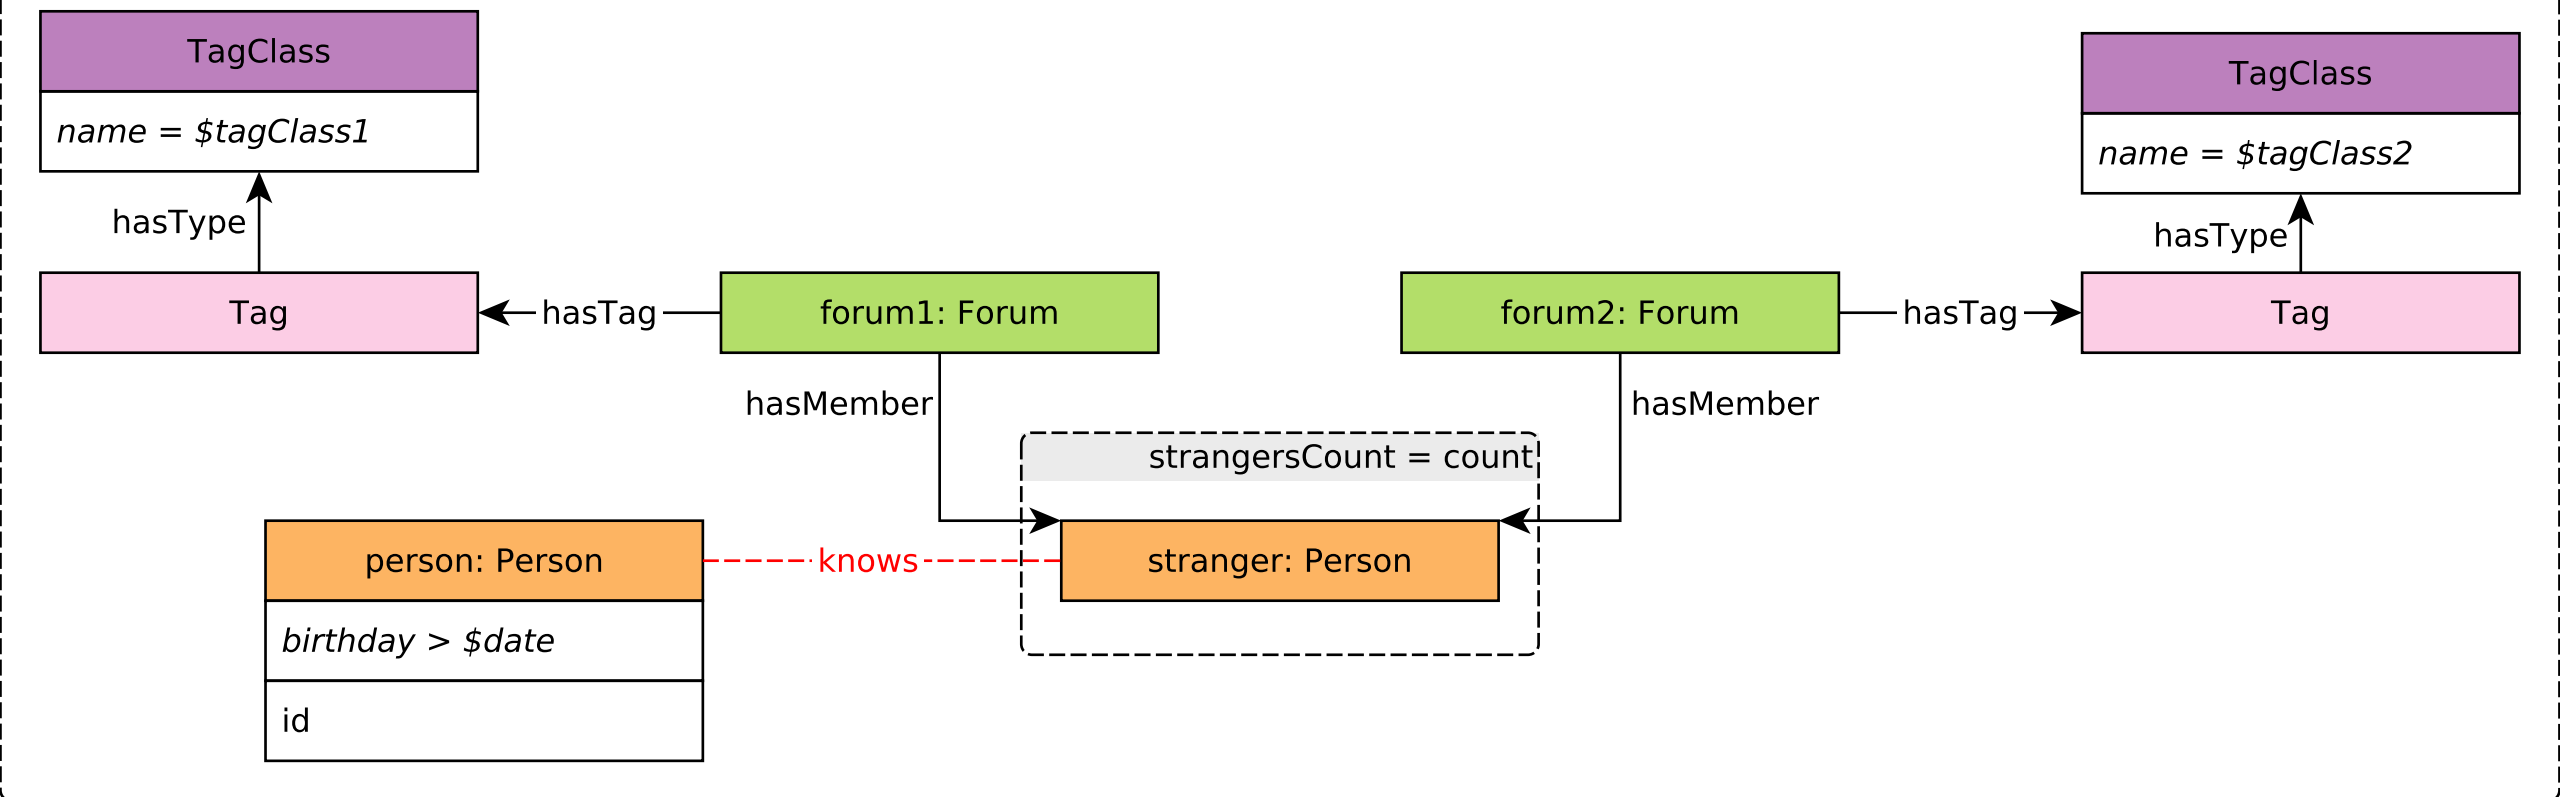 TagClass
name = $tagClass1
TagClass
name = $tagClass2
hasType
hasType
Tag
hasTag
forum1: Forum
forum2: Forum
hasTag
Tag
hasMember
hasMember
strangersCount = count
person: Person
knows
stranger: Person
birthday > $date
id